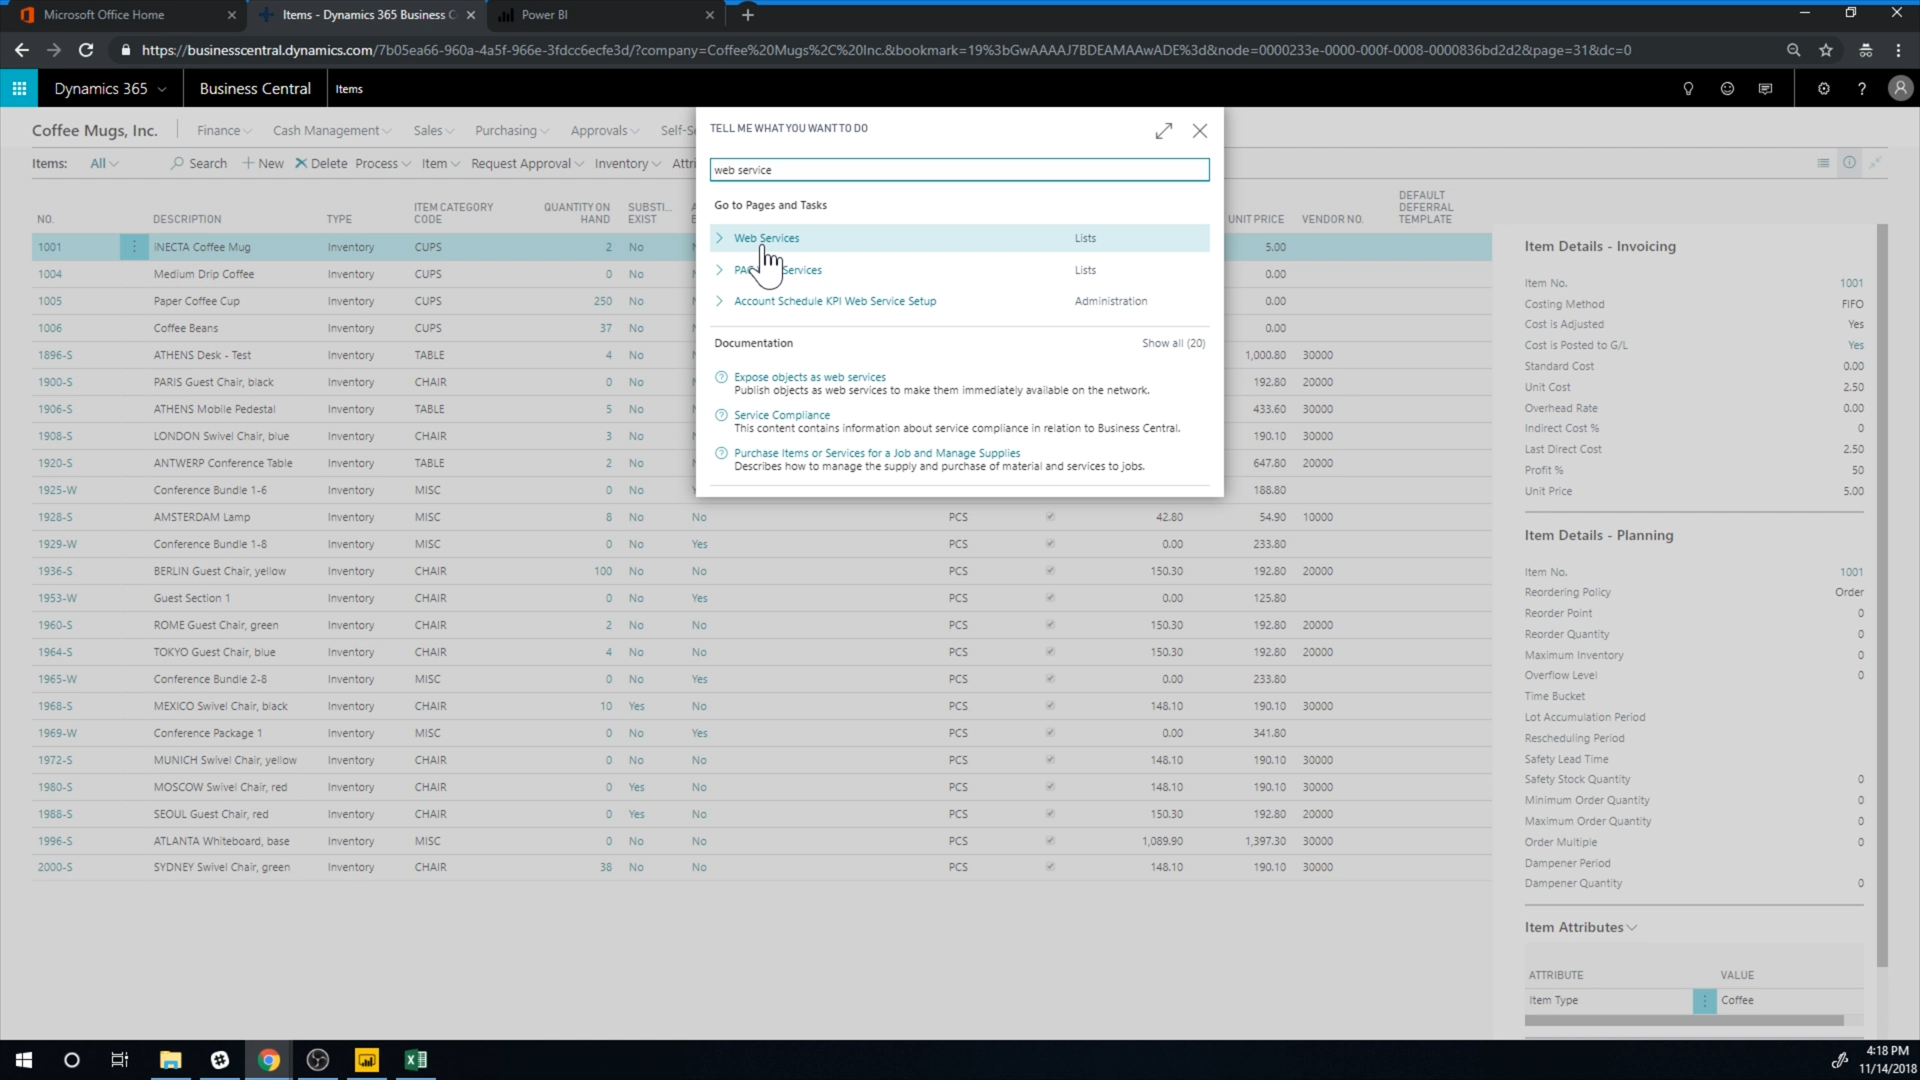 Microsoft Office Home
Items - Dynamics 365 Business C
Power BI
https://businesscentral.dynamics.com/7b05ea66-960a-4a5f-966e-3fdcc6ecfe3d/?company=Coffee%20Mugs%2C%20Inc.&bookmark=19%3bGwAAAAJ7BDEAMAAwADE%3d&node=0000233e-0000-000f-0008-0000836bd2d2&page=31&dc=0
Dynamics 365 Business Central Items
Coffee Mugs, Inc. Finance Cash Management Sales Purchasing Approvals Self-Se
Items: All Search + New Delete Process Item Request Approval Inventory Attri
TELL ME WHAT YOU WANT TO DO
web service
Go to Pages and Tasks
Web Services Lists
Services Lists
Account Schedule KPI Web Service Setup Administration
Documentation Show all (20)
Expose objects as web services
Publish objects as web services to make them immediately available on the network.
Service Compliance
This content contains information about service compliance in relation to Business Central.
Purchase Items or Services for a Job and Manage Supplies
Describes how to manage the supply and purchase of material and services to jobs.
NO. DESCRIPTION TYPE ITEM CATEGORY CODE QUANTITY ON HAND SUBSTI... EXIST UNIT PRICE VENDOR NO. DEFAULT DEFERRAL TEMPLATE
1001 iNECTA Coffee Mug Inventory CUPS 2 No 5.00
1004 Medium Drip Coffee Inventory CUPS 0 No 0.00
1005 Paper Coffee Cup Inventory CUPS 250 No 0.00
1006 Coffee Beans Inventory CUPS 37 No 0.00
1896-S ATHENS Desk - Test Inventory TABLE 4 No 1,000.80 30000
1900-S PARIS Guest Chair, black Inventory CHAIR 0 No 192.80 20000
1906-S ATHENS Mobile Pedestal Inventory TABLE 5 No 433.60 30000
1908-S LONDON Swivel Chair, blue Inventory CHAIR 3 No 190.10 30000
1920-S ANTWERP Conference Table Inventory TABLE 2 No 647.80 20000
1925-W Conference Bundle 1-6 Inventory MISC 0 No 188.80
1928-S AMSTERDAM Lamp Inventory MISC 8 No No PCS 42.80 54.90 10000
1929-W Conference Bundle 1-8 Inventory MISC 0 No Yes PCS 0.00 233.80
1936-S BERLIN Guest Chair, yellow Inventory CHAIR 100 No No PCS 150.30 192.80 20000
1953-W Guest Section 1 Inventory CHAIR 0 No Yes PCS 0.00 125.80
1960-S ROME Guest Chair, green Inventory CHAIR 2 No No PCS 150.30 192.80 20000
1964-S TOKYO Guest Chair, blue Inventory CHAIR 4 No No PCS 150.30 192.80 20000
1965-W Conference Bundle 2-8 Inventory MISC 0 No Yes PCS 0.00 233.80
1968-S MEXICO Swivel Chair, black Inventory CHAIR 10 Yes No PCS 148.10 190.10 30000
1969-W Conference Package 1 Inventory MISC 0 No Yes PCS 0.00 341.80
1972-S MUNICH Swivel Chair, yellow Inventory CHAIR 0 No No PCS 148.10 190.10 30000
1980-S MOSCOW Swivel Chair, red Inventory CHAIR 0 Yes No PCS 148.10 190.10 30000
1988-S SEOUL Guest Chair, red Inventory CHAIR 0 Yes No PCS 150.30 192.80 20000
1996-S ATLANTA Whiteboard, base Inventory MISC 0 No No PCS 1,089.90 1,397.30 30000
2000-S SYDNEY Swivel Chair, green Inventory CHAIR 38 No No PCS 148.10 190.10 30000
Item Details - Invoicing
Item No. 1001
Costing Method FIFO
Cost is Adjusted Yes
Cost is Posted to G/L Yes
Standard Cost 0.00
Unit Cost 2.50
Overhead Rate 0.00
Indirect Cost % 0
Last Direct Cost 2.50
Profit % 50
Unit Price 5.00
Item Details - Planning
Item No. 1001
Reordering Policy Order
Reorder Point 0
Reorder Quantity 0
Maximum Inventory 0
Overflow Level 0
Time Bucket
Lot Accumulation Period
Rescheduling Period
Safety Lead Time
Safety Stock Quantity 0
Minimum Order Quantity 0
Maximum Order Quantity 0
Order Multiple 0
Dampener Period
Dampener Quantity 0
Item Attributes
ATTRIBUTE VALUE
Item Type Coffee
4:18 PM
11/14/2018